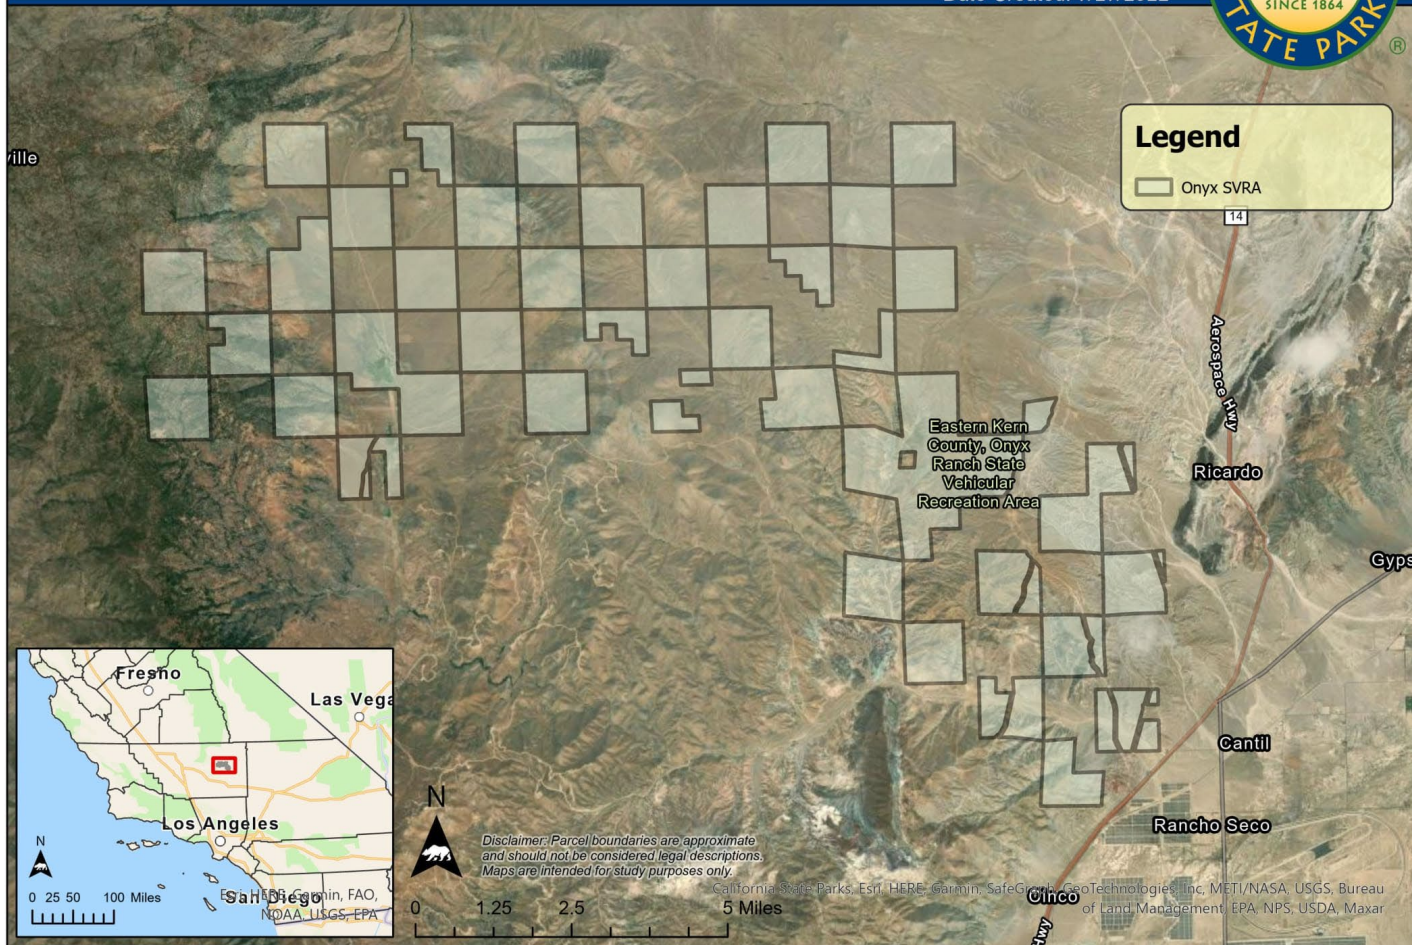 SINCE 1864
STATE PARK
®
Legend
Onyx SVRA
ville
14
Aerospace Hwy
Eastern Kern
County, Onyx
Ranch State
Vehicular
Recreation Area
Ricardo
Gyps
Cantil
Rancho Seco
Cinco
Hwy
Fresno
Las Vega
Los Angeles
San Diego
N
0 25 50 100 Miles
Esri, HERE, Garmin, FAO,
NOAA, USGS, EPA
N
Disclaimer: Parcel boundaries are approximate
and should not be considered legal descriptions.
Maps are intended for study purposes only.
0 1.25 2.5 5 Miles
California State Parks, Esri, HERE, Garmin, SafeGraph, GeoTechnologies, Inc, METI/NASA, USGS, Bureau
of Land Management, EPA, NPS, USDA, Maxar